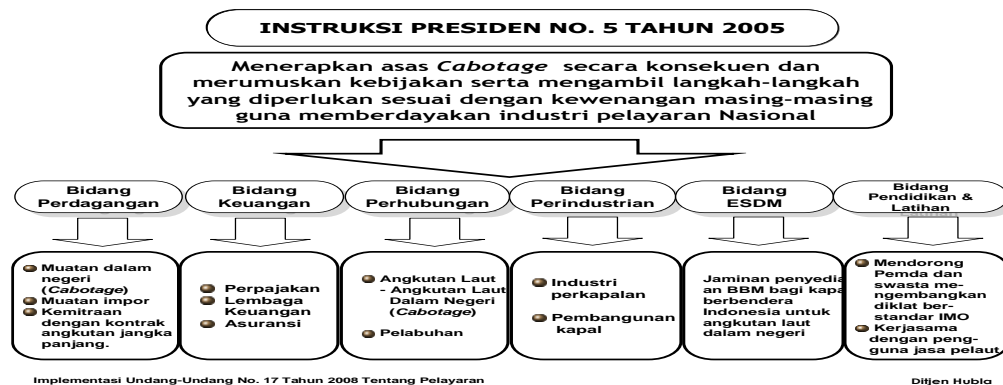 INSTRUKSI PRESIDEN NO. 5 TAHUN 2005
Menerapkan asas Cabotage secara konsekuen dan
merumuskan kebijakan serta mengambil langkah-langkah
yang diperlukan sesuai dengan kewenangan masing-masing
guna memberdayakan industri pelayaran Nasional
Bidang
Perdagangan
Bidang
Keuangan
Bidang
Perhubungan
Bidang
Perindustrian
Bidang
ESDM
Bidang
Pendidikan &
Latihan
Muatan dalam
negeri
(Cabotage)
Muatan impor
Kemitraan
dengan kontrak
angkutan jangka
panjang.
Perpajakan
Lembaga
Keuangan
Asuransi
Angkutan Laut
- Angkutan Laut
Dalam Negeri
(Cabotage)
Pelabuhan
Industri
perkapalan
Pembangunan
kapal
Jaminan penyedia
an BBM bagi kapa
berbendera
Indonesia untuk
angkutan laut
dalam negeri
Mendorong
Pemda dan
swasta me-
ngembangkan
diklat ber-
standar IMO
Kerjasama
dengan peng-
guna jasa pelaut
Implementasi Undang-Undang No. 17 Tahun 2008 Tentang Pelayaran
Ditjen Hubla